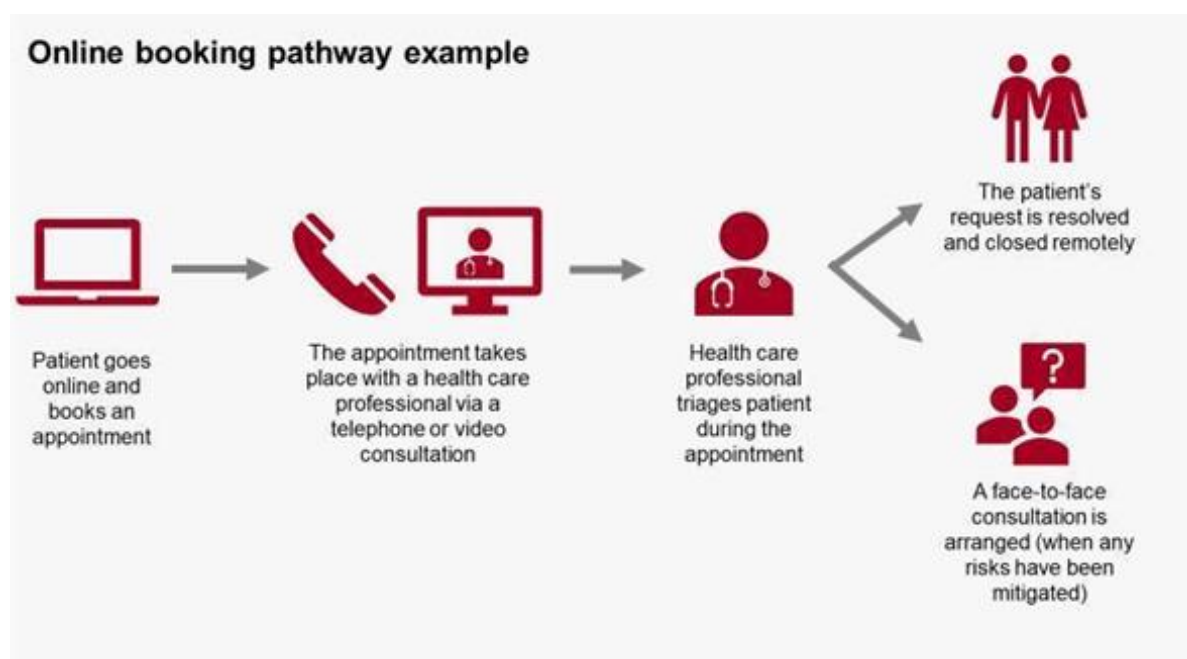 Online booking pathway example
The patient's
request is resolved
and closed remotely
Patient goes
online and
books an
appointment
The appointment takes
place with a health care
professional via a
telephone or video
consultation
Health care
professional
triages patient
during the
appointment
?
A face-to-face
consultation is
arranged (when any
risks have been
mitigated)